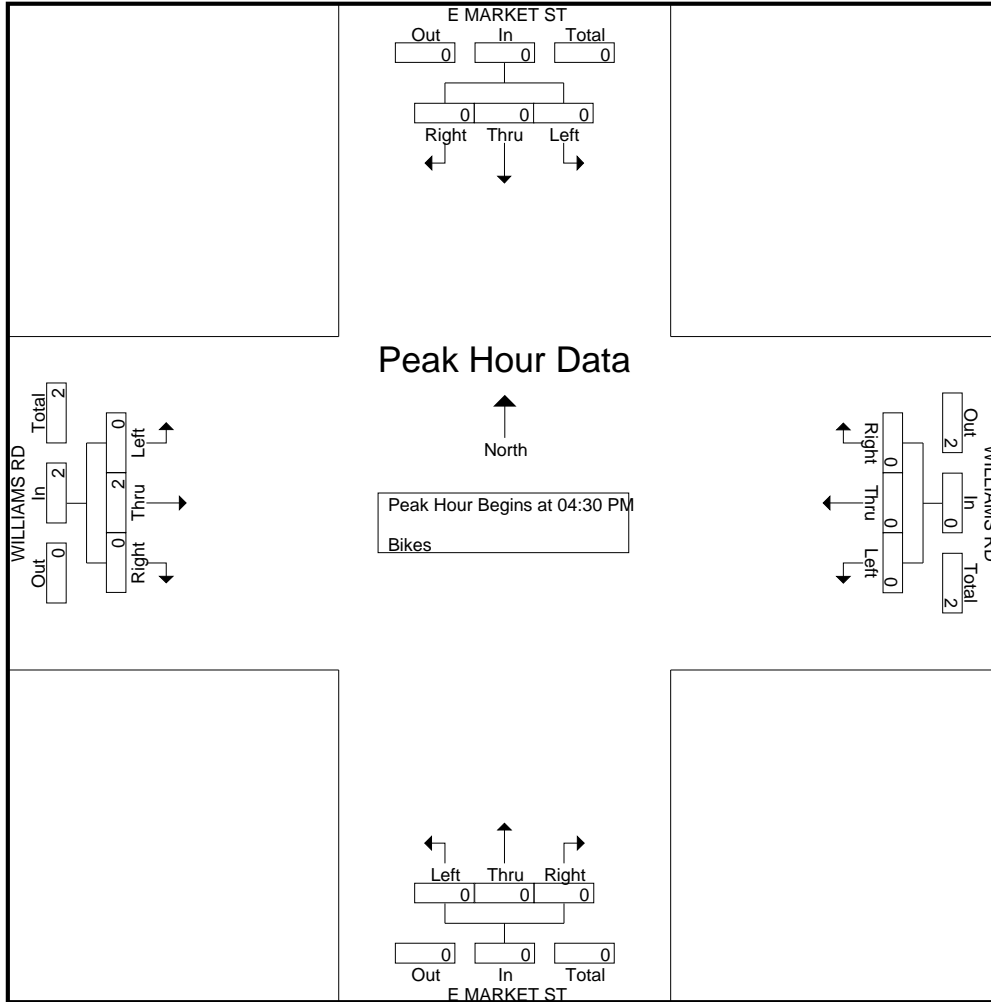 E MARKET ST
Out In Total
0 0 0
0 0 0
Right Thru Left
Peak Hour Data
North
Peak Hour Begins at 04:30 PM
Bikes
WILLIAMS RD
Out In Total
0 2 2
0 2 0
Right Thru Left
WILLIAMS RD
Out In Total
2 0 2
0 0 0
Right Thru Left
Left Thru Right
0 0 0
0 0 0
Out In Total
E MARKET ST